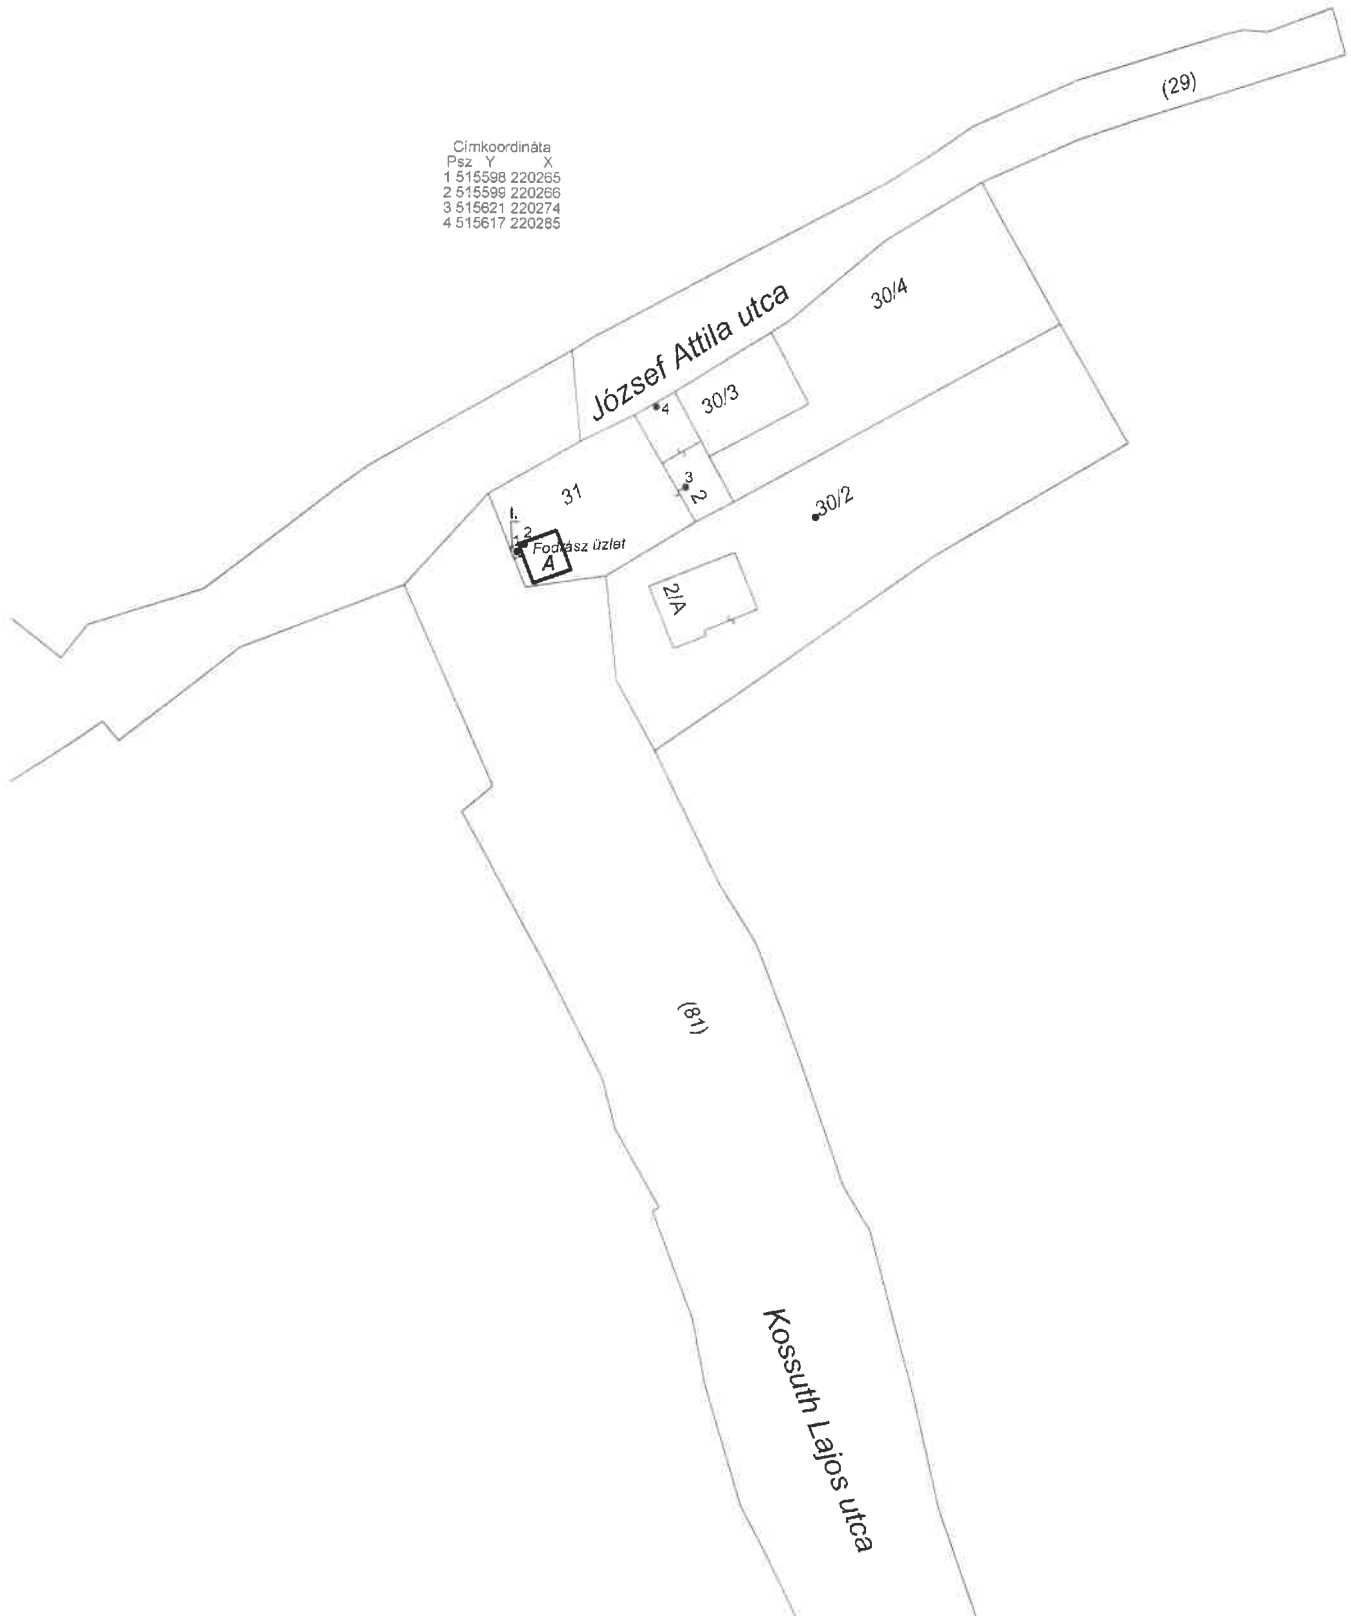 (29)
Címkoordináta
Psz Y X
1 515598 220265
2 515599 220266
3 515621 220274
4 515617 220285
József Attila utca
30/4
30/3
4
31
3
2
30/2
I.
2
1
Fodrász üzlet
A
2/A
(81)
Kossuth Lajos utca